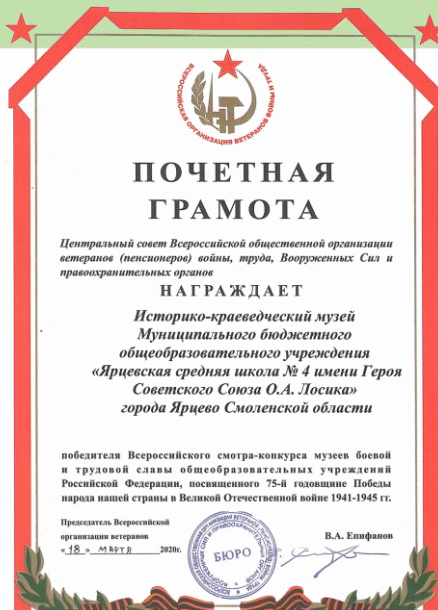 ВСЕРОССИЙСКАЯ ОРГАНИЗАЦИЯ ВЕТЕРАНОВ ВОЙНЫ И ТРУДА
ПОЧЕТНАЯ
ГРАМОТА
Центральный совет Всероссийской общественной организации
ветеранов (пенсионеров) войны, труда, Вооруженных Сил и
правоохранительных органов
НАГРАЖДАЕТ
Историко-краеведческий музей
Муниципального бюджетного
общеобразовательного учреждения
«Ярцевская средняя школа № 4 имени Героя
Советского Союза О.А. Лосика»
города Ярцево Смоленской области
победителя Всероссийского смотра-конкурса музеев боевой
и трудовой славы общеобразовательных учреждений
Российской Федерации, посвященного 75-й годовщине Победы
народа нашей страны в Великой Отечественной войне 1941-1945 гг.
Председатель Всероссийской
организации ветеранов
В.А. Епифанов
«18» марта 2020г.
БЮРО